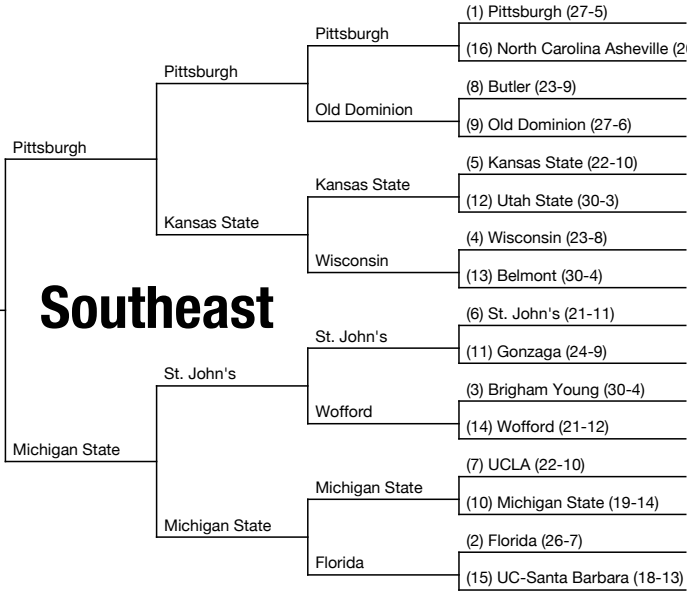 (1) Pittsburgh (27-5)
Pittsburgh
(16) North Carolina Asheville (2
Pittsburgh
(8) Butler (23-9)
Old Dominion
(9) Old Dominion (27-6)
Pittsburgh
(5) Kansas State (22-10)
Kansas State
(12) Utah State (30-3)
Kansas State
(4) Wisconsin (23-8)
Wisconsin
(13) Belmont (30-4)
Southeast
(6) St. John's (21-11)
St. John's
(11) Gonzaga (24-9)
St. John's
(3) Brigham Young (30-4)
Wofford
(14) Wofford (21-12)
Michigan State
(7) UCLA (22-10)
Michigan State
(10) Michigan State (19-14)
Michigan State
(2) Florida (26-7)
Florida
(15) UC-Santa Barbara (18-13)